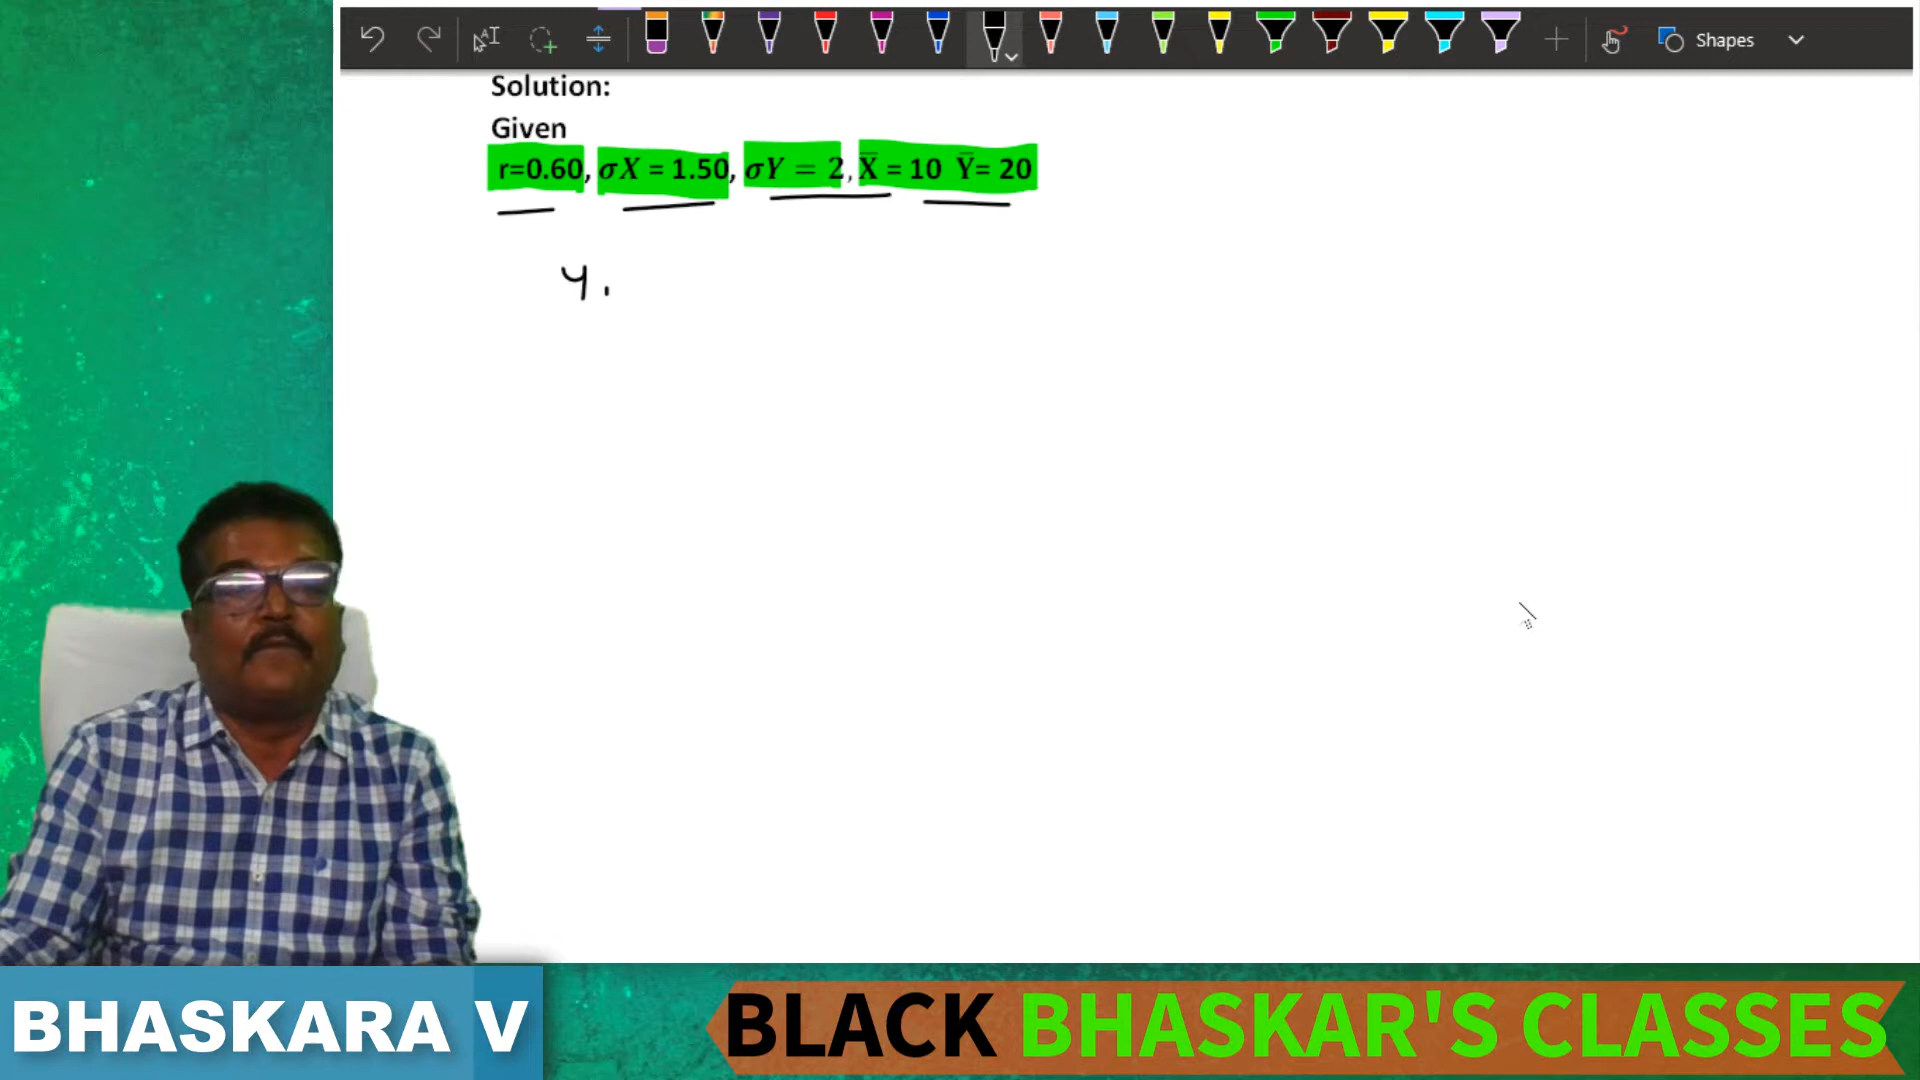 Shapes
Solution:
Given
r=0.60, σX = 1.50, σY = 2, X̅ = 10 Y̅= 20
y.
BHASKARA V
BLACK BHASKAR'S CLASSES